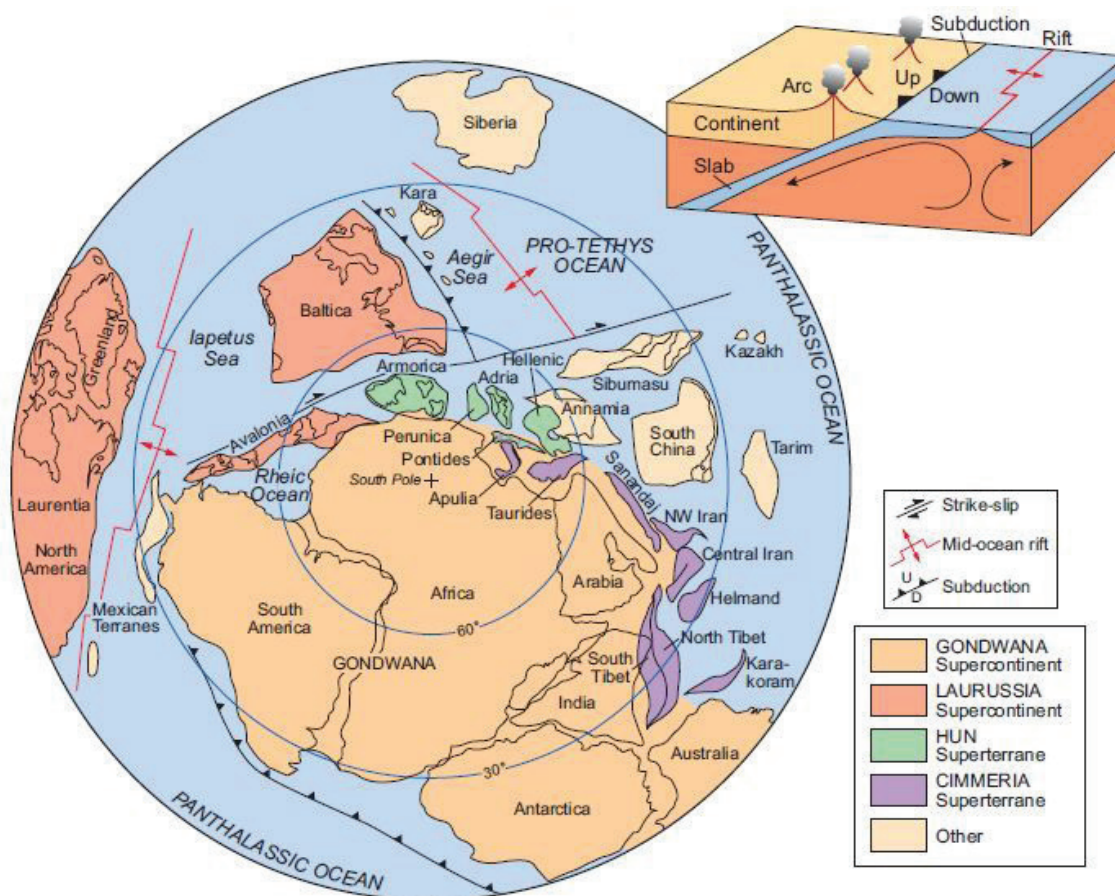 Subduction
Rift
Arc
Up
Down
Continent
Slab
Siberia
Kara
Aegir
Sea
PRO-TETHYS
OCEAN
PANTHALASSIC OCEAN
Greenland
Iapetus
Sea
Baltica
Kazakh
Hellenic
Sibumasu
Armorica
Adria
Annamia
Avalonia
Perunica
South
China
Tarim
Pontides
Rheic
Ocean
South Pole
Apulia
Taurides
Sanandaj
Laurentia
NW Iran
North
America
Central Iran
Arabia
Africa
Helmand
Mexican
Terranes
South
America
60°
North Tibet
GONDWANA
South
Tibet
Kara-
koram
India
30°
Australia
Antarctica
PANTHALASSIC OCEAN
Strike-slip
Mid-ocean rift
U
D
Subduction
GONDWANA
Supercontinent
LAURUSSIA
Supercontinent
HUN
Superterrane
CIMMERIA
Superterrane
Other